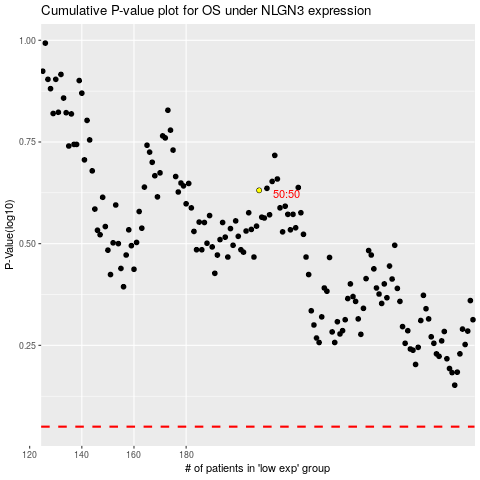 Cumulative P-value plot for OS under NLGN3 expression
1.00
0.75
0.50
0.25
P-Value(log10)
50:50
120 140 160 180
# of patients in 'low exp' group